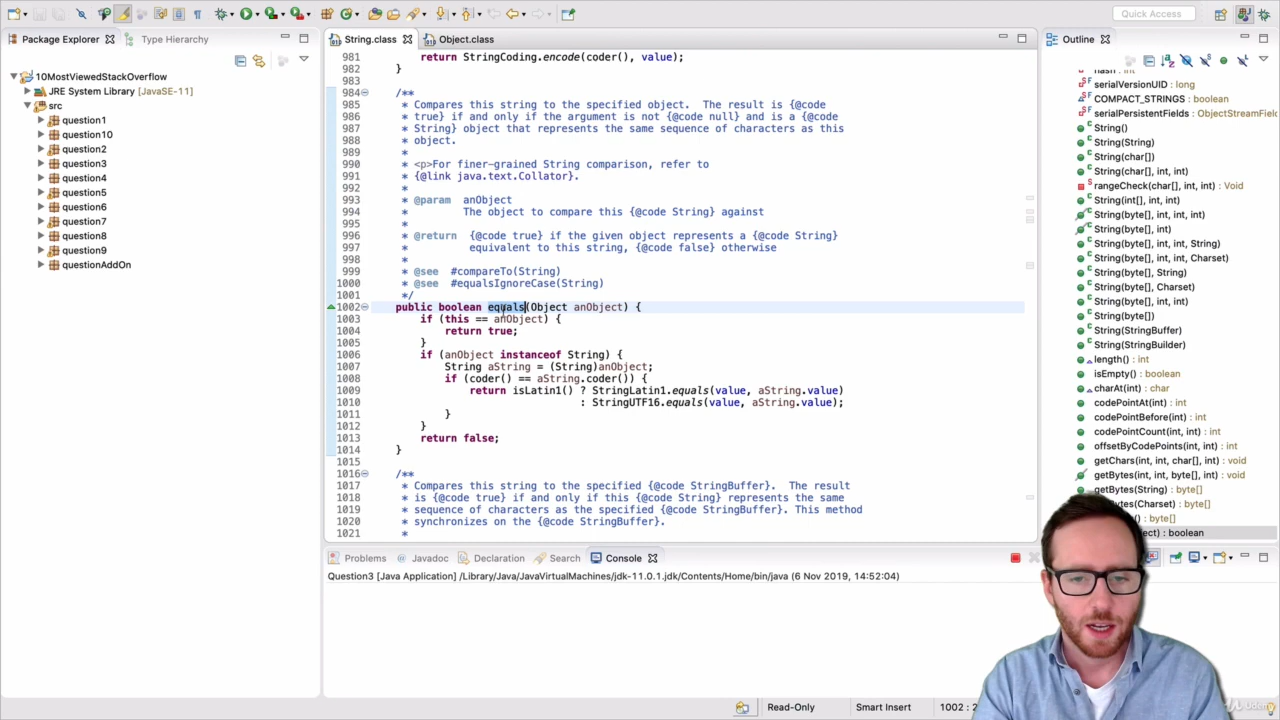 Quick Access
Package Explorer
Type Hierarchy
10MostViewedStackOverflow
JRE System Library [JavaSE-11]
src
question1
question10
question2
question3
question4
question5
question6
question7
question8
question9
questionAddOn
String.class
Object.class
981 return StringCoding.encode(coder(), value);
982 }
983
984 /**
985 * Compares this string to the specified object.  The result is {@code
986 * true} if and only if the argument is not {@code null} and is a {@code
987 * String} object that represents the same sequence of characters as this
988 * object.
989 *
990 * <p>For finer-grained String comparison, refer to
991 * {@link java.text.Collator}.
992 *
993 * @param  anObject
994 *         The object to compare this {@code String} against
995 *
996 * @return  {@code true} if the given object represents a {@code String}
997 *          equivalent to this string, {@code false} otherwise
998 *
999 * @see  #compareTo(String)
1000 * @see  #equalsIgnoreCase(String)
1001 */
1002 public boolean equals(Object anObject) {
1003 if (this == anObject) {
1004 return true;
1005 }
1006 if (anObject instanceof String) {
1007 String aString = (String)anObject;
1008 if (coder() == aString.coder()) {
1009 return isLatin1() ? StringLatin1.equals(value, aString.value)
1010 : StringUTF16.equals(value, aString.value);
1011 }
1012 }
1013 return false;
1014 }
1015
1016 /**
1017 * Compares this string to the specified {@code StringBuffer}.  The result
1018 * is {@code true} if and only if this {@code String} represents the same
1019 * sequence of characters as the specified {@code StringBuffer}. This method
1020 * synchronizes on the {@code StringBuffer}.
1021 *
Outline
hash : int
serialVersionUID : long
COMPACT_STRINGS : boolean
serialPersistentFields : ObjectStreamFiel
String()
String(String)
String(char[])
String(char[], int, int)
rangeCheck(char[], int, int) : Void
String(int[], int, int)
String(byte[], int, int, int)
String(byte[], int)
String(byte[], int, int, String)
String(byte[], int, int, Charset)
String(byte[], String)
String(byte[], Charset)
String(byte[], int, int)
String(byte[])
String(StringBuffer)
String(StringBuilder)
length() : int
isEmpty() : boolean
charAt(int) : char
codePointAt(int) : int
codePointBefore(int) : int
codePointCount(int, int) : int
offsetByCodePoints(int, int) : int
getChars(int, int, char[], int) : void
getBytes(int, int, byte[], int) : void
getBytes(String) : byte[]
(Charset) : byte[]
) : byte[]
ject) : boolean
Problems
Javadoc
Declaration
Search
Console
Question3 [Java Application] /Library/Java/JavaVirtualMachines/jdk-11.0.1.jdk/Contents/Home/bin/java (6 Nov 2019, 14:52:04)
Read-Only
Smart Insert
1002 : 2
Udemy